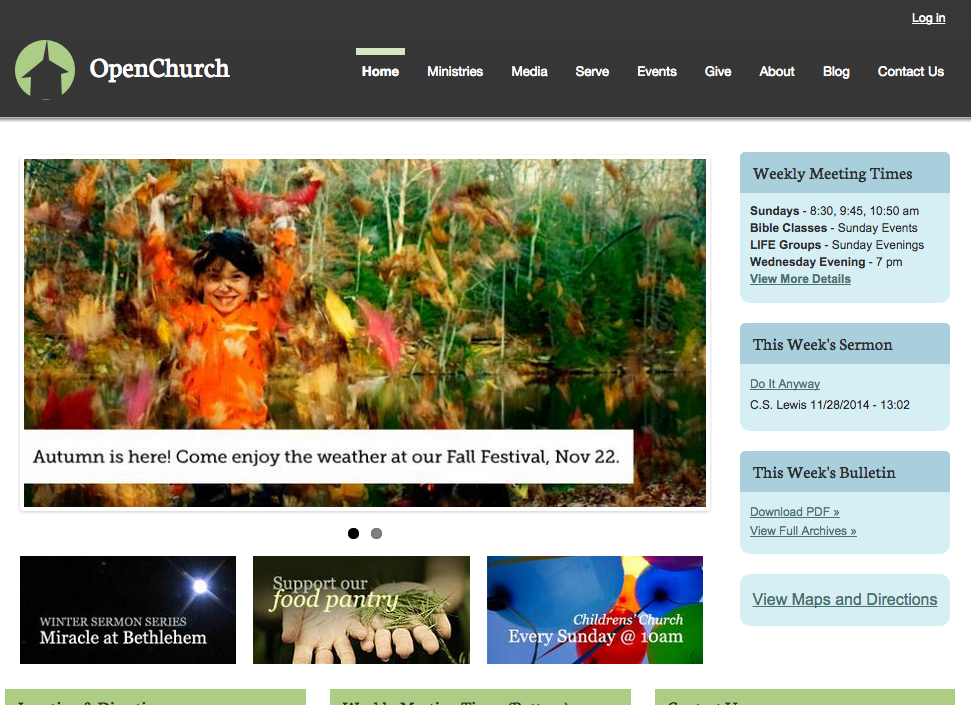 Log in
OpenChurch
Home Ministries Media Serve Events Give About Blog Contact Us
Autumn is here! Come enjoy the weather at our Fall Festival, Nov 22.
WINTER SERMON SERIES
Miracle at Bethlehem
Support our
food pantry
Childrens' Church
Every Sunday @ 10am
Weekly Meeting Times
Sundays - 8:30, 9:45, 10:50 am
Bible Classes - Sunday Events
LIFE Groups - Sunday Evenings
Wednesday Evening - 7 pm
View More Details
This Week's Sermon
Do It Anyway
C.S. Lewis 11/28/2014 - 13:02
This Week's Bulletin
Download PDF »
View Full Archives »
View Maps and Directions